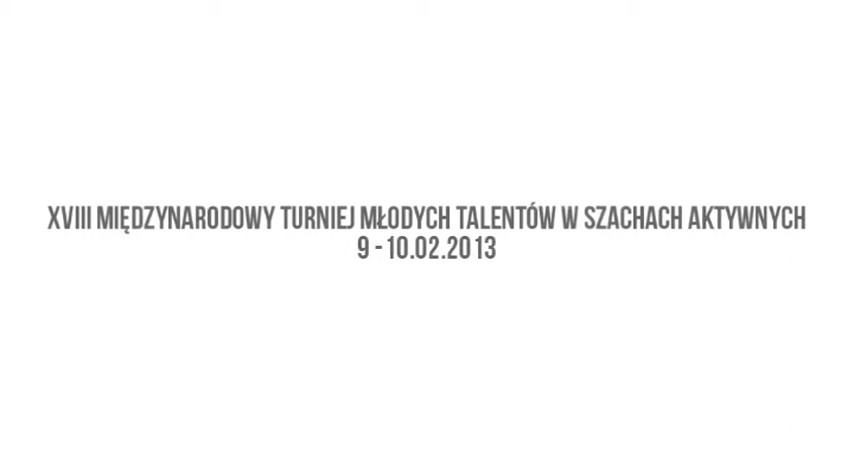 XVIII MIĘDZYNARODOWY TURNIEJ MŁODYCH TALENTÓW W SZACHACH AKTYWNYCH
9 - 10.02.2013